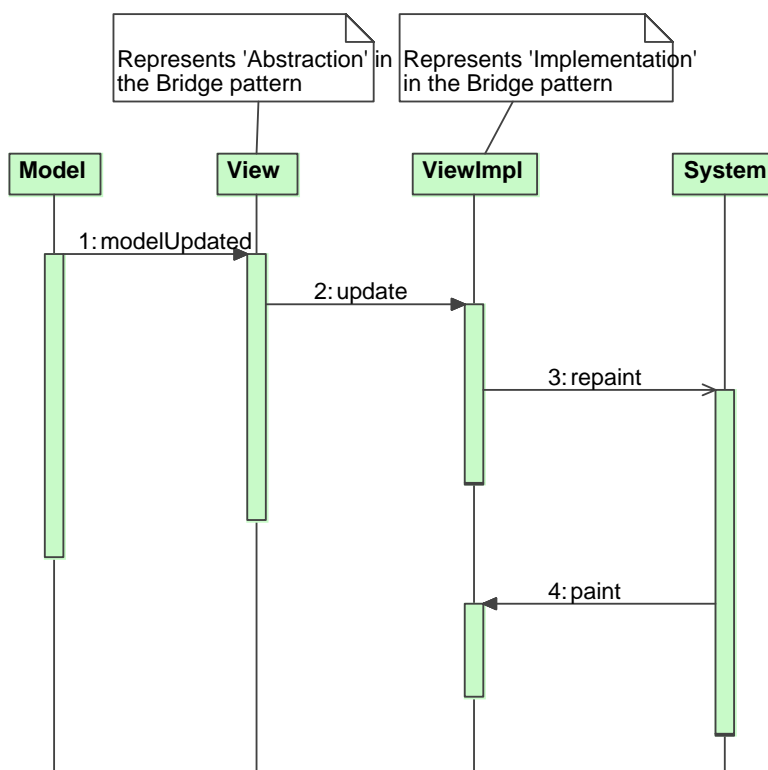 Represents 'Abstraction' in
the Bridge pattern
Represents 'Implementation'
in the Bridge pattern
Model
View
ViewImpl
System
1: modelUpdated
2: update
3: repaint
4: paint